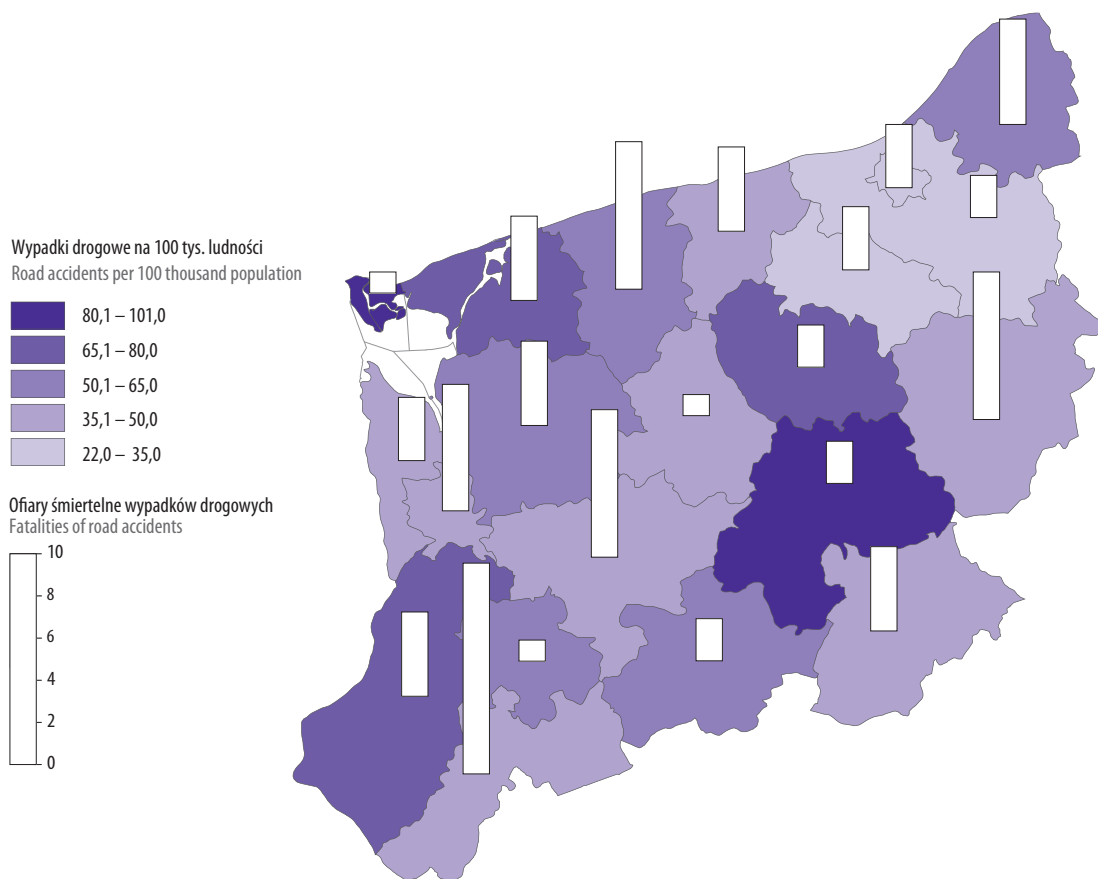 Wypadki drogowe na 100 tys. ludności
Road accidents per 100 thousand population
80,1 – 101,0
65,1 – 80,0
50,1 – 65,0
35,1 – 50,0
22,0 – 35,0
Ofiary śmiertelne wypadków drogowych
Fatalities of road accidents
10
8
6
4
2
0